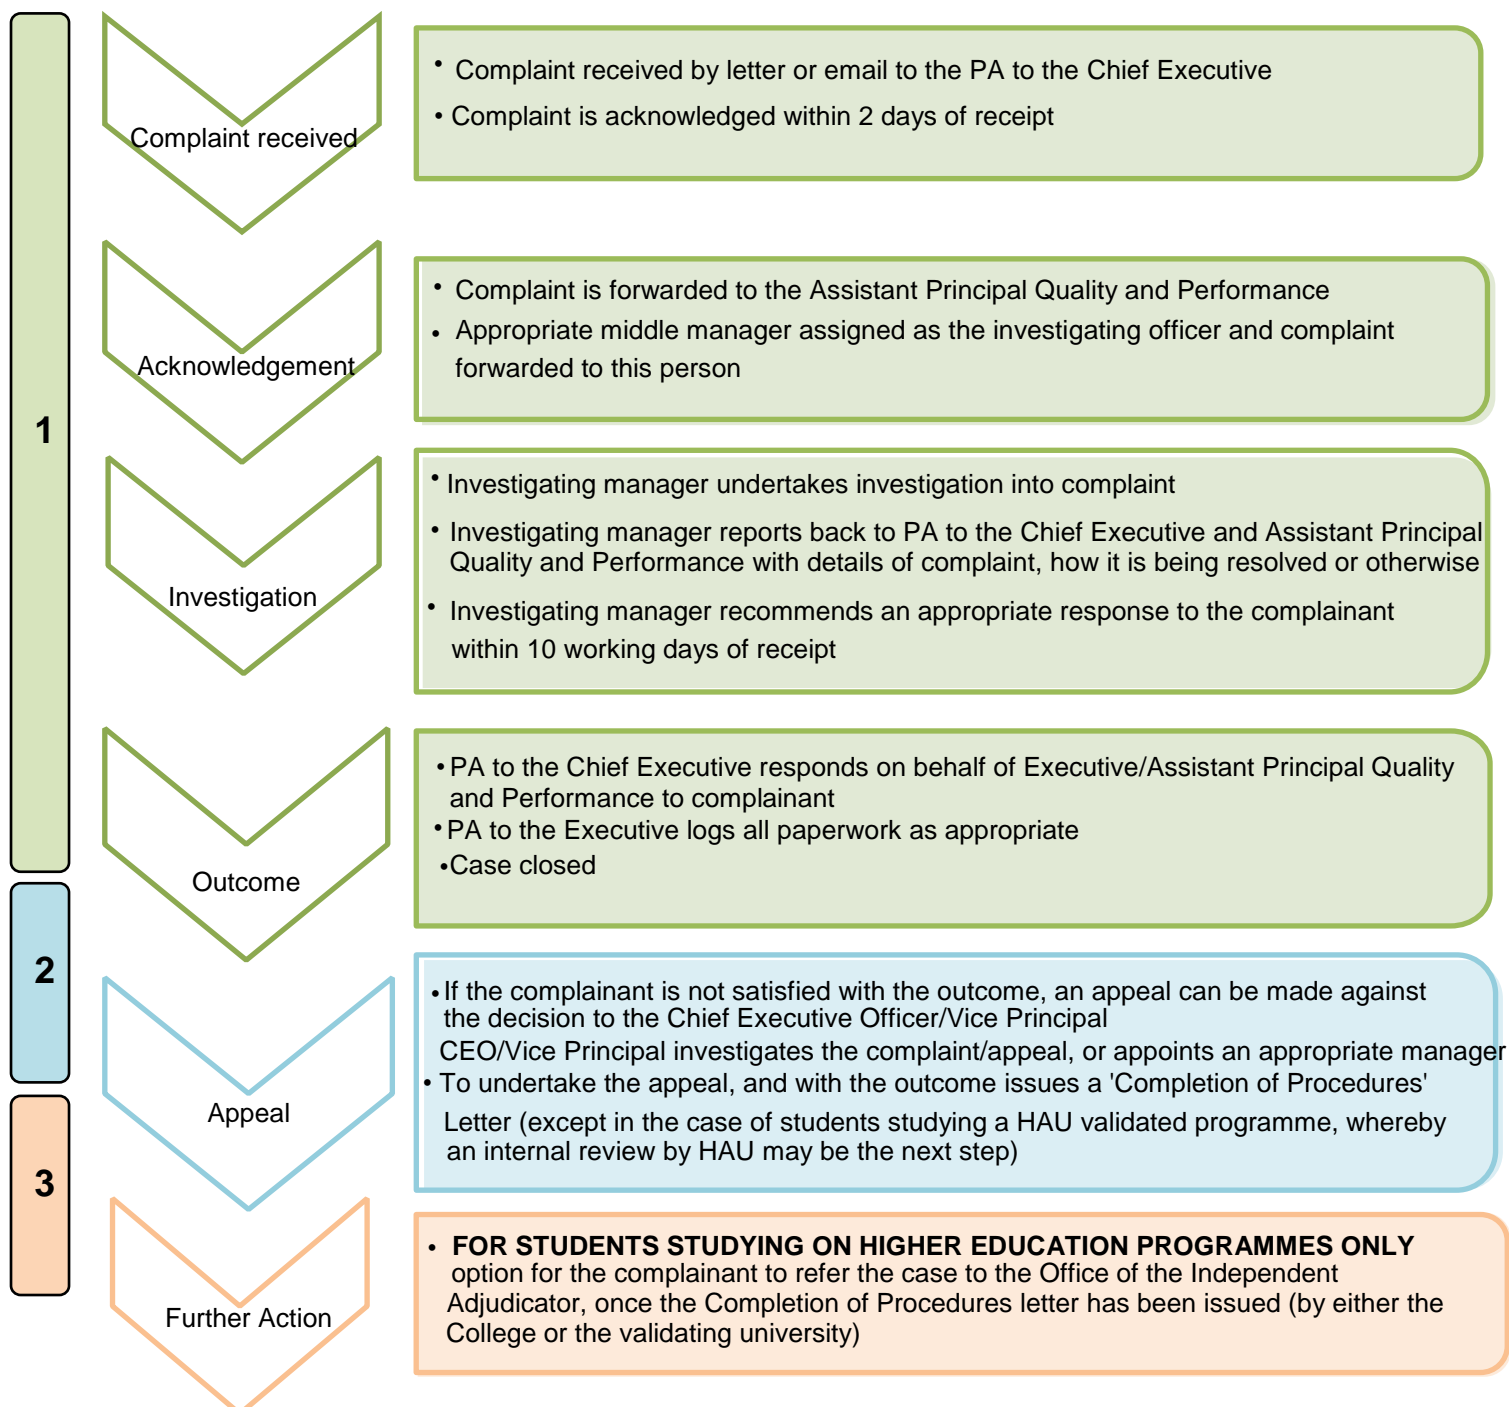 1
Complaint received
• Complaint received by letter or email to the PA to the Chief Executive
• Complaint is acknowledged within 2 days of receipt
Acknowledgement
• Complaint is forwarded to the Assistant Principal Quality and Performance
• Appropriate middle manager assigned as the investigating officer and complaint
forwarded to this person
Investigation
• Investigating manager undertakes investigation into complaint
• Investigating manager reports back to PA to the Chief Executive and Assistant Principal
Quality and Performance with details of complaint, how it is being resolved or otherwise
• Investigating manager recommends an appropriate response to the complainant
within 10 working days of receipt
Outcome
• PA to the Chief Executive responds on behalf of Executive/Assistant Principal Quality
and Performance to complainant
• PA to the Executive logs all paperwork as appropriate
• Case closed
2
Appeal
• If the complainant is not satisfied with the outcome, an appeal can be made against
the decision to the Chief Executive Officer/Vice Principal
CEO/Vice Principal investigates the complaint/appeal, or appoints an appropriate manager
• To undertake the appeal, and with the outcome issues a 'Completion of Procedures'
Letter (except in the case of students studying a HAU validated programme, whereby
an internal review by HAU may be the next step)
3
Further Action
• FOR STUDENTS STUDYING ON HIGHER EDUCATION PROGRAMMES ONLY
option for the complainant to refer the case to the Office of the Independent
Adjudicator, once the Completion of Procedures letter has been issued (by either the
College or the validating university)